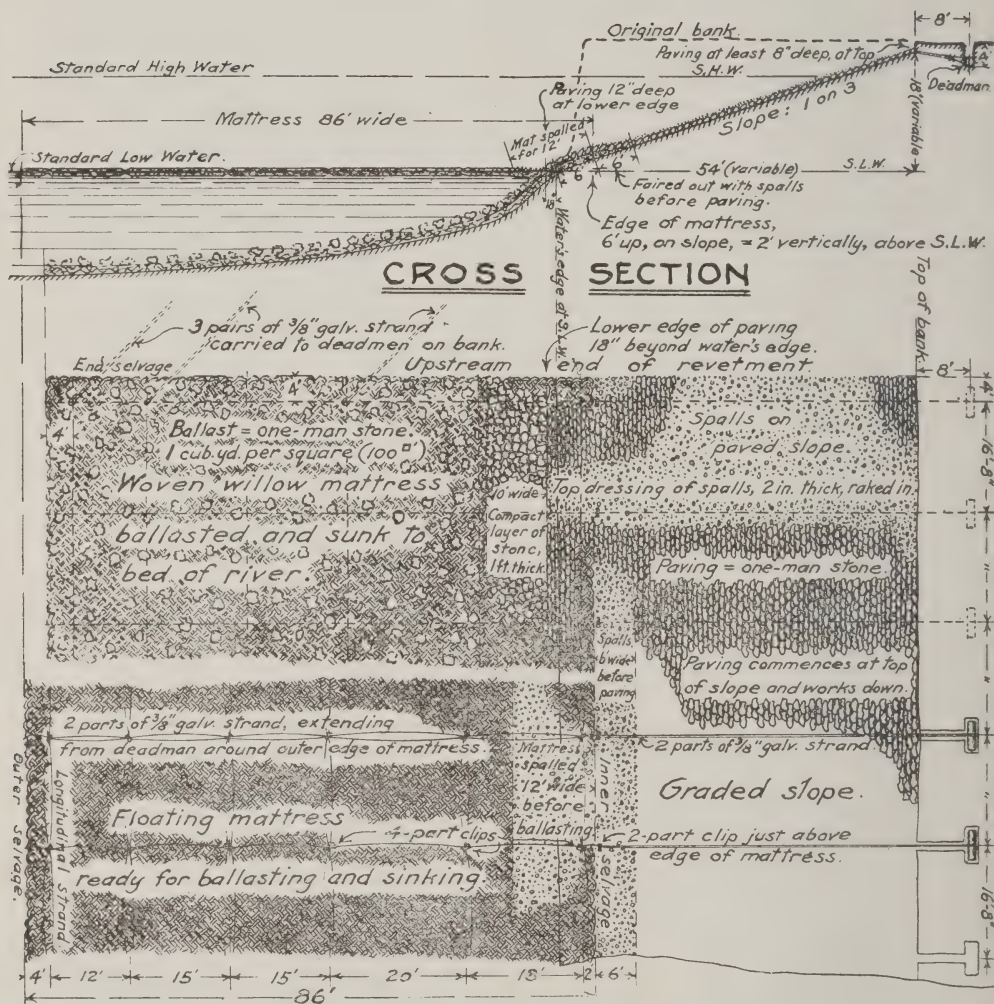 8'
Original bank.
Paving at least 8" deep, at top
S.H.W.
4'
Deadman.
Standard High Water
Paving 12" deep
at lower edge
Slope: 1 on 3
18'(variable)
Mattress 86' wide
Mat spalled
for 12'
Standard Low Water.
6'
54'(variable)
S.L.W.
Faired out with spalls
before paving.
18"
Edge of mattress,
6' up, on slope, = 2' vertically, above S.L.W.
CROSS SECTION
Water's edge at S.L.W.
Top of bank
3 pairs of 3/8" galv. strand
carried to deadmen on bank.
Lower edge of paving
18" beyond water's edge.
End selvage
Upstream end of revetment.
8'
4'
4'
4'
Ballast = one-man stone.
1 cub.yd. per square (100 □')
Woven willow mattress
ballasted and sunk to
bed of river.
10' wide
Compact
layer of
stone,
1 ft. thick.
Spalls on
paved slope.
Top dressing of spalls, 2 in. thick, raked in.
16'-8"
"
Paving = one-man stone.
Spalls
6' wide
before
paving
Paving commences at top
of slope and works down.
"
2 parts of 3/8" galv. strand, extending
from deadman around outer edge of mattress.
Mattress
spalled
12' wide
before
ballasting
2 parts of 3/8" galv. strand.
Outer selvage.
Longitudinal strand
Inner selvage
Graded slope.
"
Floating mattress
4-part clips
2-part clip just above
edge of mattress.
ready for ballasting and sinking
16'-8"
4'
12'
15'
15'
20'
18'
2'
6'
86'